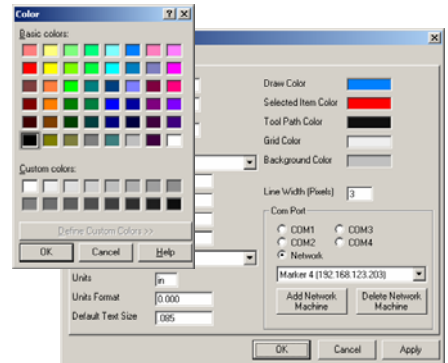 Color
Basic colors:
Custom colors:
Define Custom Colors >>
OK
Cancel
Help
Draw Color
Selected Item Color
Tool Path Color
Grid Color
Background Color
Line Width (Pixels)
3
Com Port
COM1
COM3
COM2
COM4
Network
Marker 4 (192.168.123.203)
Add Network Machine
Delete Network Machine
Units
in
Units Format
0.000
Default Text Size
.085
OK
Cancel
Apply